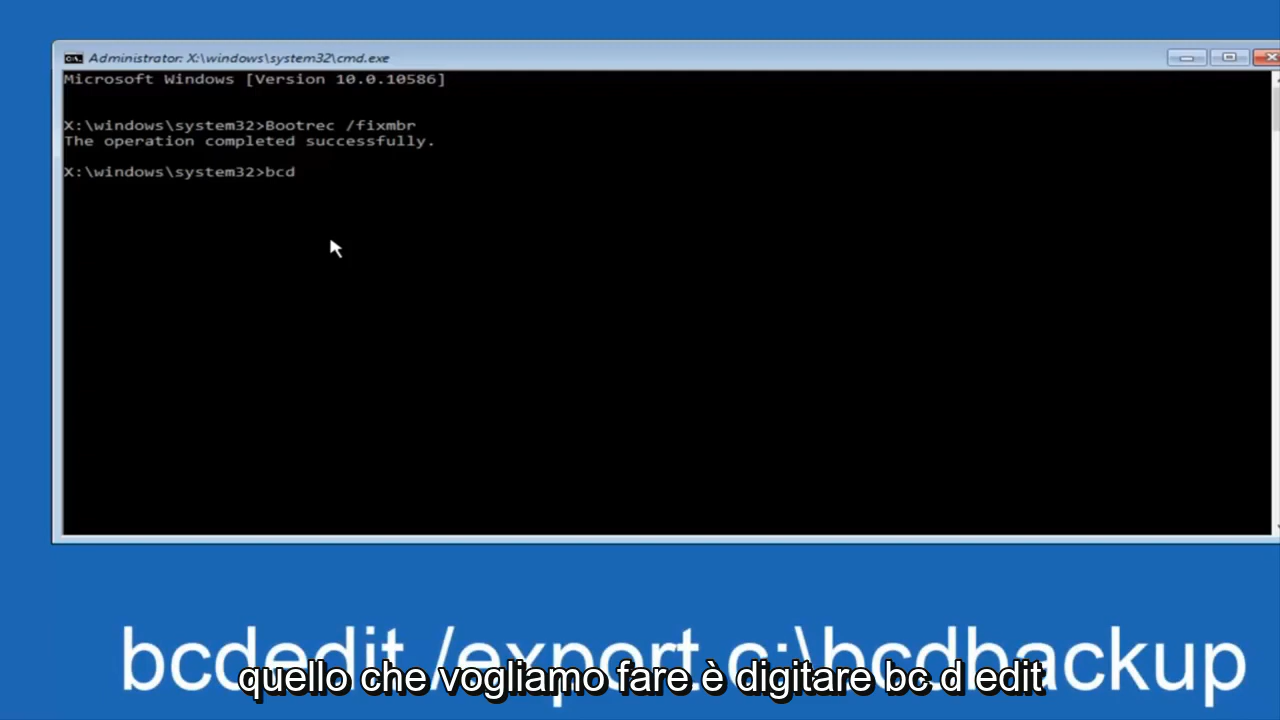 Administrator: X:\windows\system32\cmd.exe
Microsoft Windows [Version 10.0.10586]
X:\windows\system32>Bootrec /fixmbr
The operation completed successfully.
X:\windows\system32>bcd
bcdedit /export c:\bcdbackup
quello che vogliamo fare è digitare bc d edit